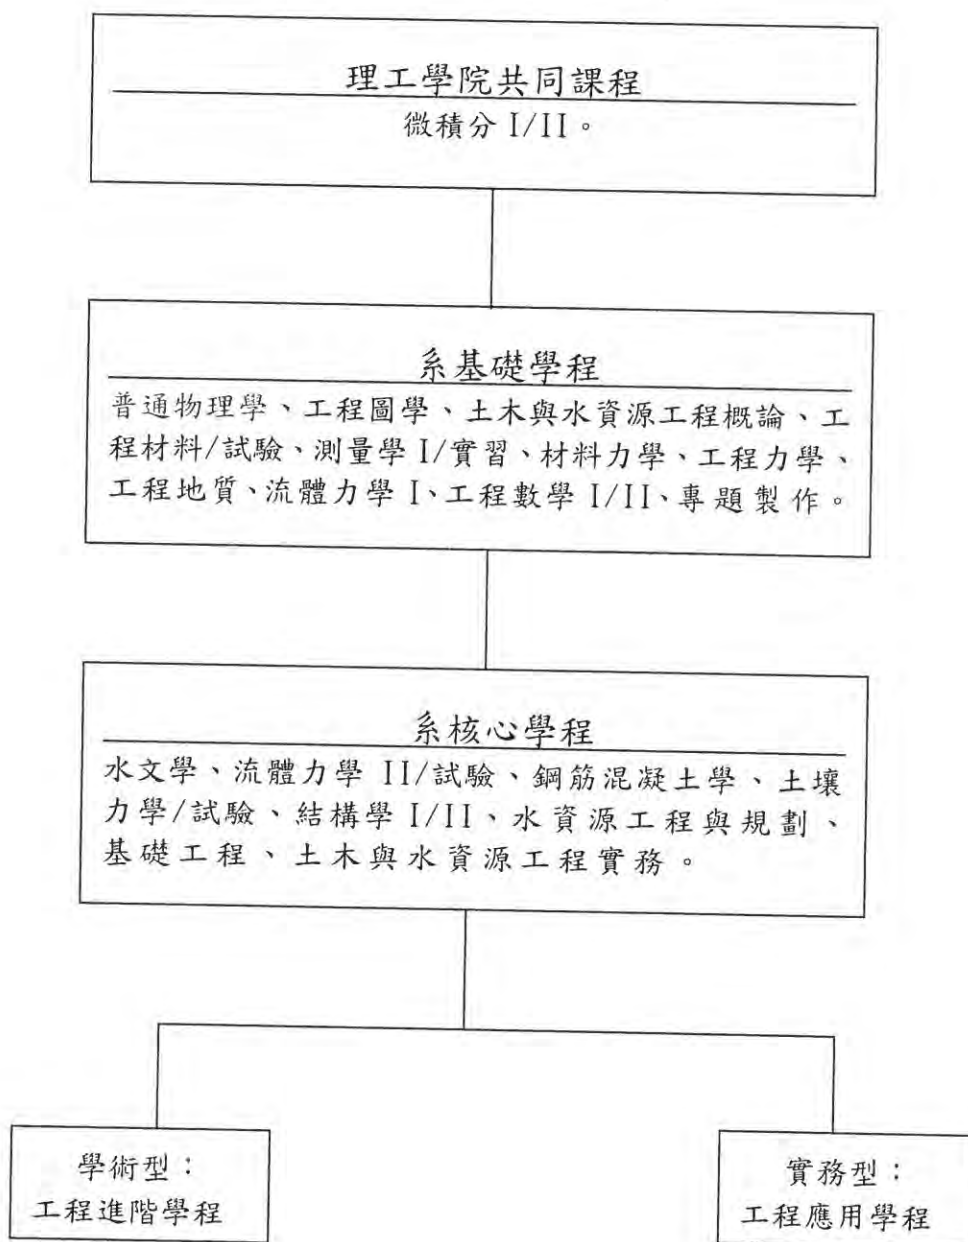 理工學院共同課程
微積分 I/II。
系基礎學程
普通物理學、工程圖學、土木與水資源工程概論、工
程材料/試驗、測量學 I/實習、材料力學、工程力學、
工程地質、流體力學 I、工程數學 I/II、專題製作。
系核心學程
水文學、流體力學 II/試驗、鋼筋混凝土學、土壤
力學/試驗、結構學 I/II、水資源工程與規劃、
基礎工程、土木與水資源工程實務。
學術型：
工程進階學程
實務型：
工程應用學程